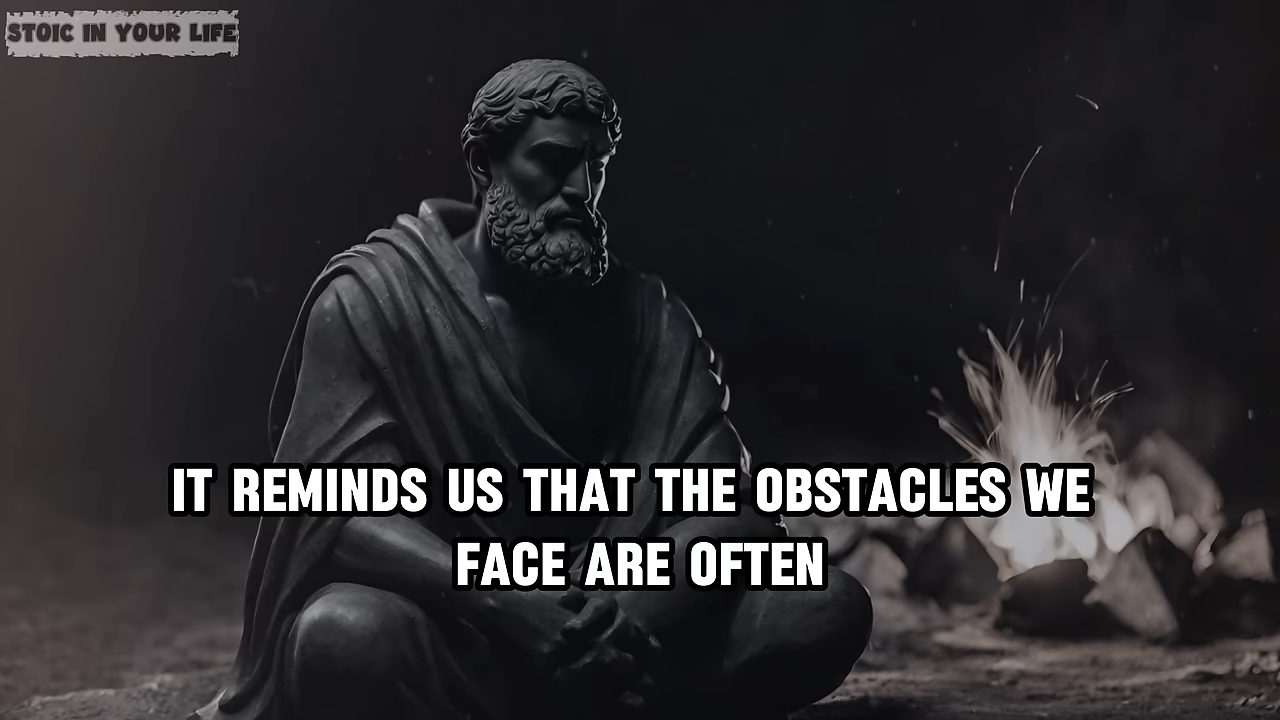 STOIC IN YOUR LIFE
IT REMINDS US THAT THE OBSTACLES WE
FACE ARE OFTEN